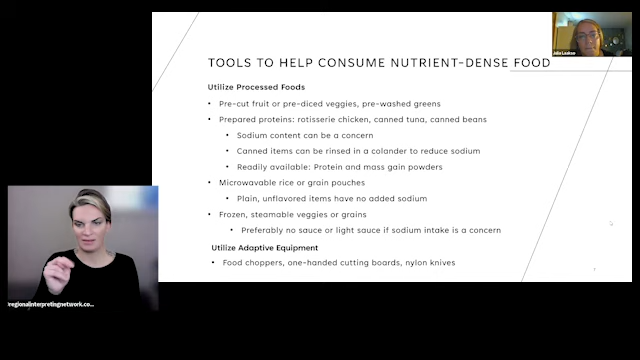 TOOLS TO HELP CONSUME NUTRIENT-DENSE FOOD
Utilize Processed Foods
• Pre-cut fruit or pre-diced veggies, pre-washed greens
• Prepared proteins: rotisserie chicken, canned tuna, canned beans
• Sodium content can be a concern
• Canned items can be rinsed in a colander to reduce sodium
• Readily available: Protein and mass gain powders
• Microwavable rice or grain pouches
• Plain, unflavored items have no added sodium
• Frozen, steamable veggies or grains
• Preferably no sauce or light sauce if sodium intake is a concern
Utilize Adaptive Equipment
• Food choppers, one-handed cutting boards, nylon knives
7
Julia Laakso
/regionalinterpretingnetwork.co...